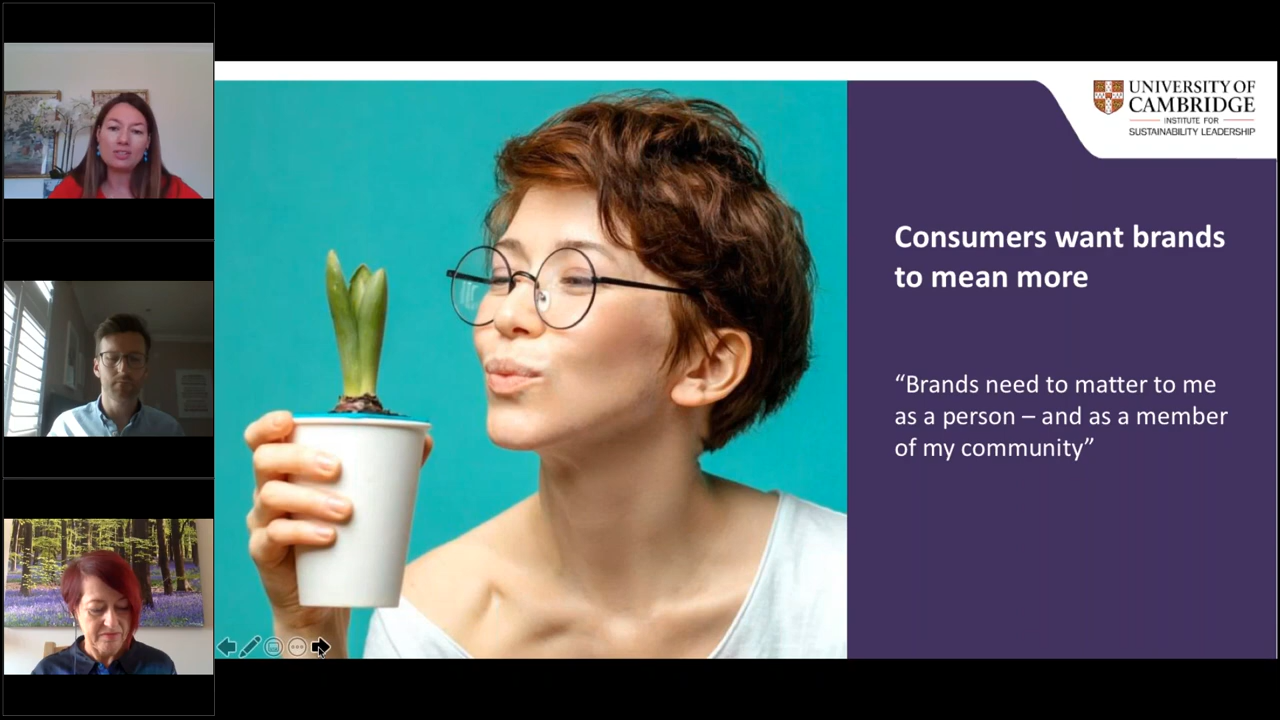 UNIVERSITY OF
CAMBRIDGE
INSTITUTE FOR
SUSTAINABILITY LEADERSHIP
Consumers want brands
to mean more
“Brands need to matter to me
as a person – and as a member
of my community”